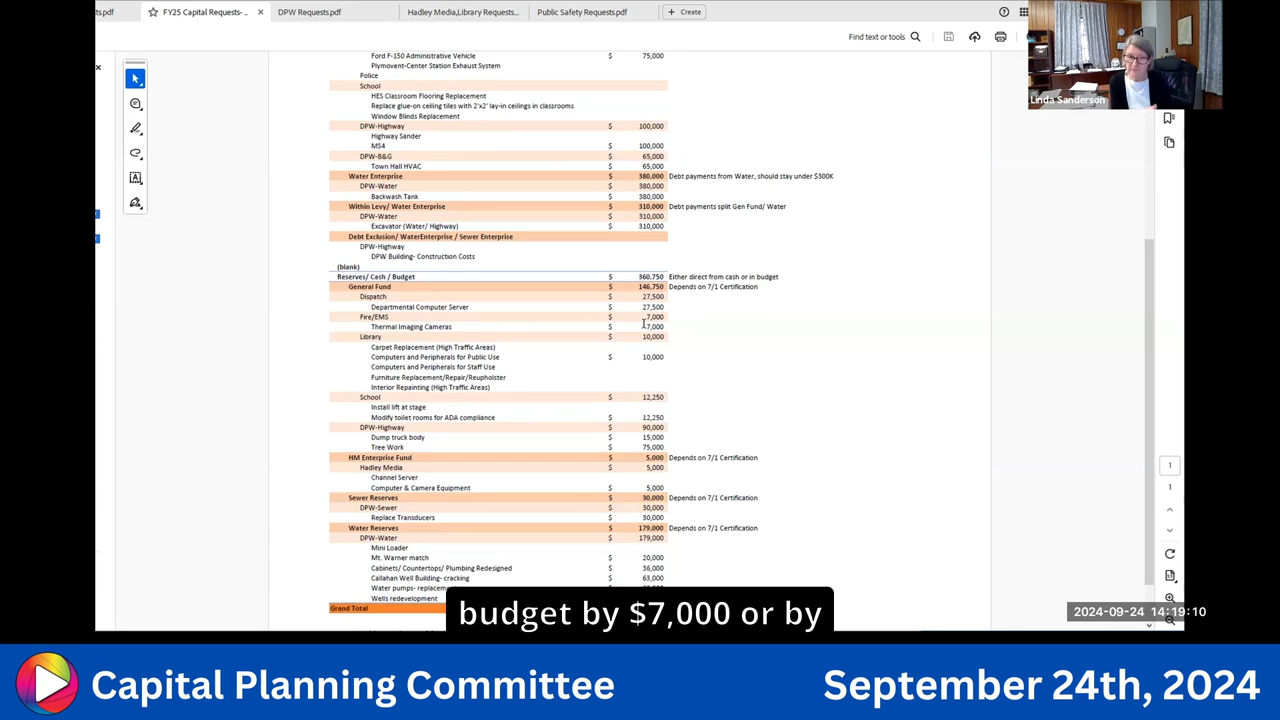 ts.pdf
FY25 Capital Requests- ...
DPW Requests.pdf
Hadley Media,Library Requests...
Public Safety Requests.pdf
Create
Find text or tools
Linda Sanderson
Ford F-150 Administrative Vehicle $ 75,000
Plymovent-Center Station Exhaust System
Police
School
HES Classroom Flooring Replacement
Replace glue-on ceiling tiles with 2'x2' lay-in ceilings in classrooms
Window Blinds Replacement
DPW-Highway $ 100,000
Highway Sander
MS4 $ 100,000
DPW-B&G $ 65,000
Town Hall HVAC $ 65,000
Water Enterprise $ 380,000 Debt payments from Water, should stay under $300K
DPW-Water $ 380,000
Backwash Tank $ 380,000
Within Levy/ Water Enterprise $ 310,000 Debt payments split Gen Fund/ Water
DPW-Water $ 310,000
Excavator (Water/ Highway) $ 310,000
Debt Exclusion/ WaterEnterprise / Sewer Enterprise
DPW-Highway
DPW Building- Construction Costs
(blank)
Reserves/ Cash / Budget $ 360,750 Either direct from cash or in budget
General Fund $ 146,750 Depends on 7/1 Certification
Dispatch $ 27,500
Departmental Computer Server $ 27,500
Fire/EMS $ 7,000
Thermal Imaging Cameras $ 7,000
Library $ 10,000
Carpet Replacement (High Traffic Areas)
Computers and Peripherals for Public Use $ 10,000
Computers and Peripherals for Staff Use
Furniture Replacement/Repair/Reupholster
Interior Repainting (High Traffic Areas)
School $ 12,250
Install lift at stage
Modify toilet rooms for ADA compliance $ 12,250
DPW-Highway $ 90,000
Dump truck body $ 15,000
Tree Work $ 75,000
HM Enterprise Fund $ 5,000 Depends on 7/1 Certification
Hadley Media $ 5,000
Channel Server
Computer & Camera Equipment $ 5,000
Sewer Reserves $ 30,000 Depends on 7/1 Certification
DPW-Sewer $ 30,000
Replace Transducers $ 30,000
Water Reserves $ 179,000 Depends on 7/1 Certification
DPW-Water $ 179,000
Mini Loader
Mt. Warner match $ 20,000
Cabinets/ Countertops/ Plumbing Redesigned $ 36,000
Callahan Well Building- cracking $ 63,000
Water pumps- replacem
Wells redevelopment
Grand Total
1
1
budget by $7,000 or by
2024-09-24 14:19:10
Capital Planning Committee
September 24th, 2024